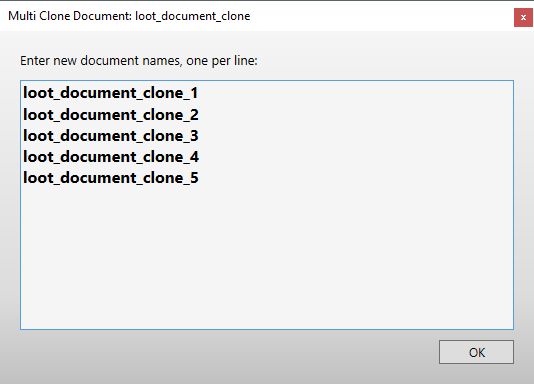 Multi Clone Document: loot_document_clone
x
Enter new document names, one per line:
loot_document_clone_1
loot_document_clone_2
loot_document_clone_3
loot_document_clone_4
loot_document_clone_5
OK